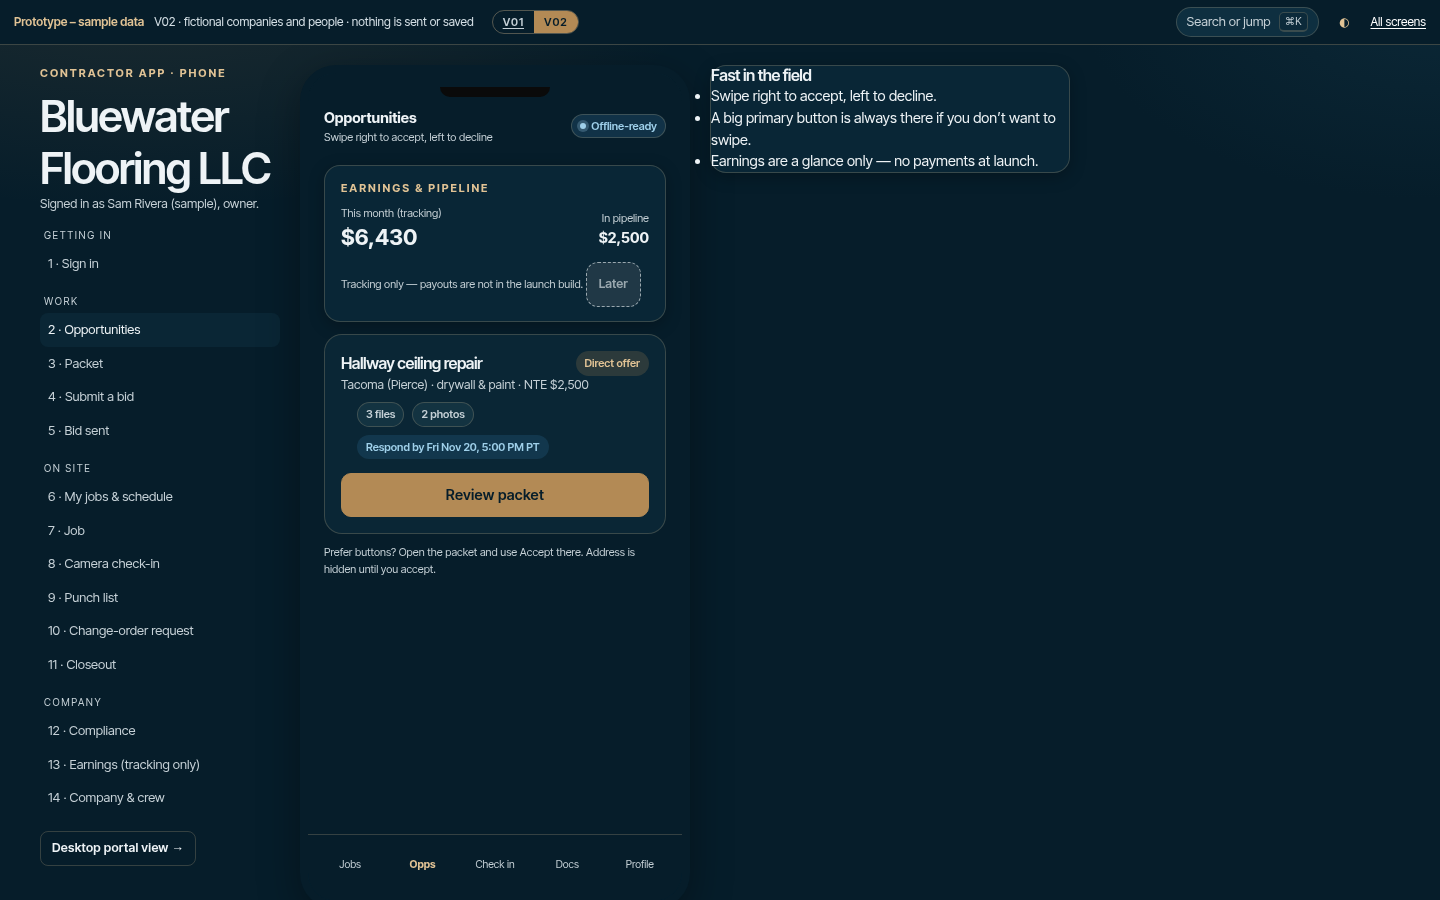 Prototype – sample data V02 · fictional companies and people · nothing is sent or saved V01 V02 Search or jump ⌘K All screens
CONTRACTOR APP · PHONE
Bluewater
Flooring LLC
Signed in as Sam Rivera (sample), owner.
GETTING IN
1 · Sign in
WORK
2 · Opportunities
3 · Packet
4 · Submit a bid
5 · Bid sent
ON SITE
6 · My jobs & schedule
7 · Job
8 · Camera check-in
9 · Punch list
10 · Change-order request
11 · Closeout
COMPANY
12 · Compliance
13 · Earnings (tracking only)
14 · Company & crew
Desktop portal view →
Opportunities
Swipe right to accept, left to decline
Offline-ready
EARNINGS & PIPELINE
This month (tracking)
$6,430
In pipeline
$2,500
Tracking only — payouts are not in the launch build. Later
Hallway ceiling repair Direct offer
Tacoma (Pierce) · drywall & paint · NTE $2,500
3 files 2 photos
Respond by Fri Nov 20, 5:00 PM PT
Review packet
Prefer buttons? Open the packet and use Accept there. Address is
hidden until you accept.
Jobs Opps Check in Docs Profile
Fast in the field
• Swipe right to accept, left to decline.
• A big primary button is always there if you don’t want to
swipe.
• Earnings are a glance only — no payments at launch.